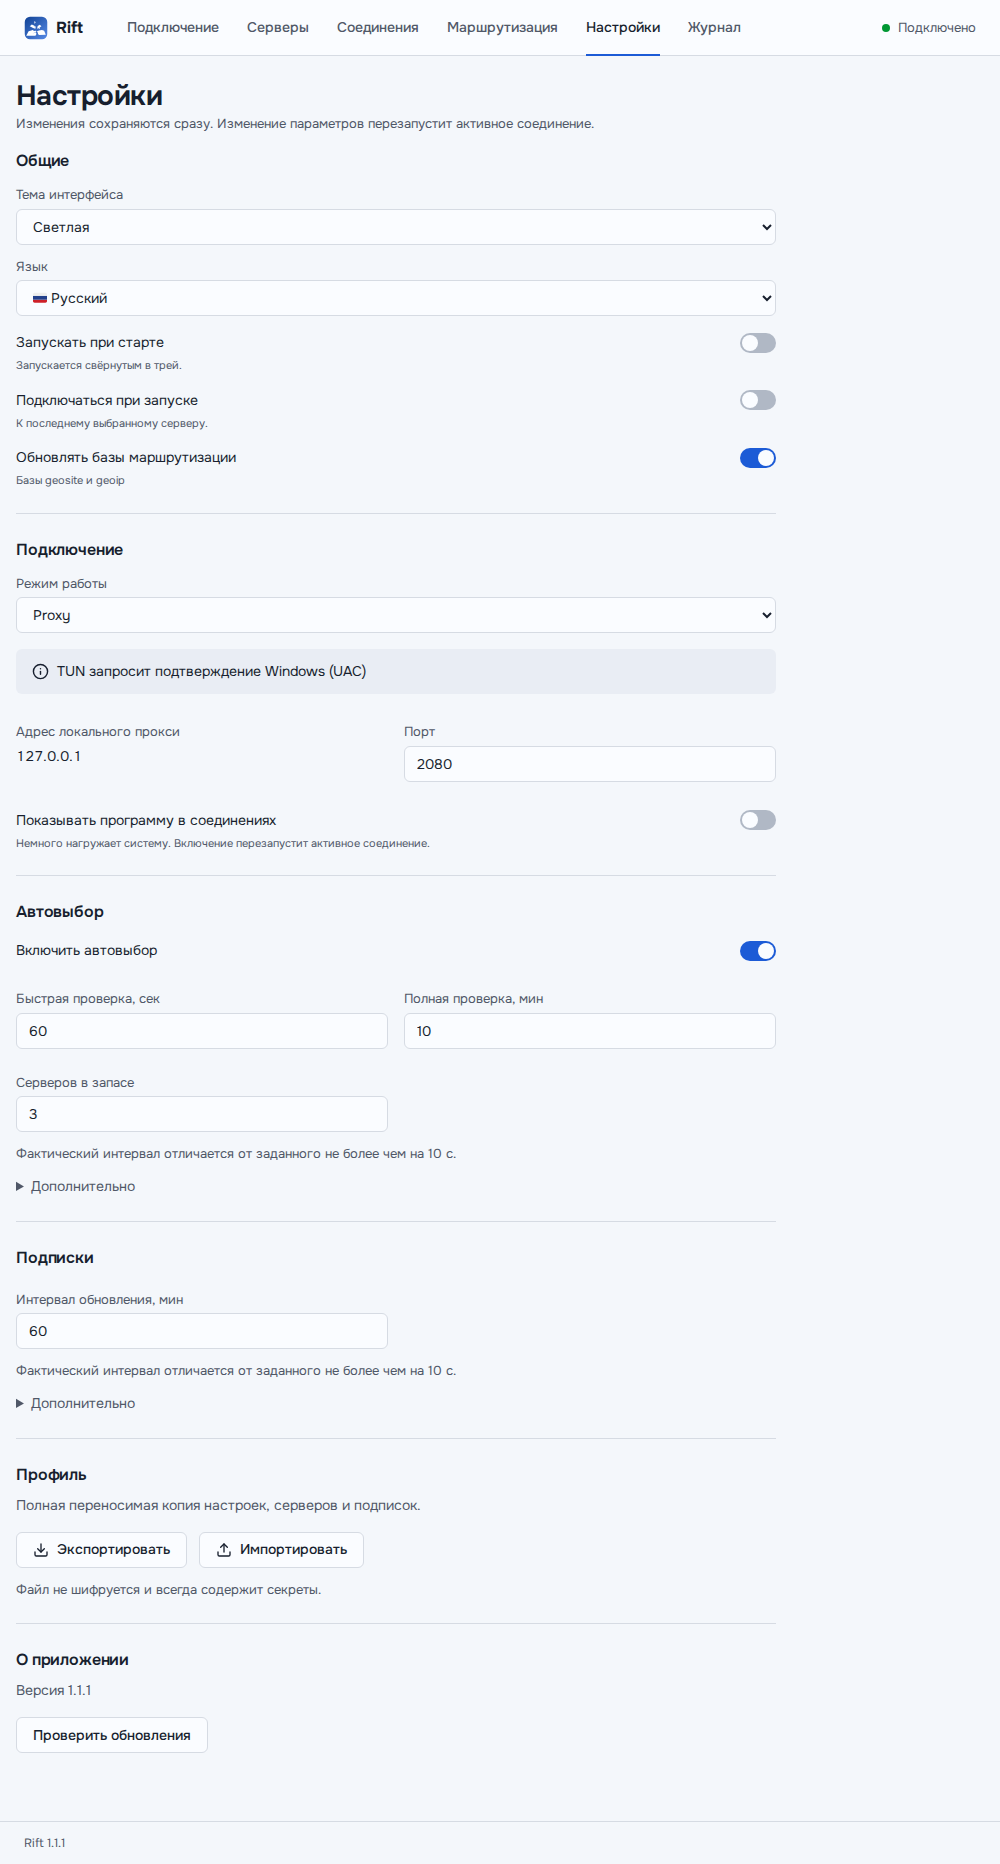 Rift
Подключение
Серверы
Соединения
Маршрутизация
Настройки
Журнал
Подключено
Настройки
Изменения сохраняются сразу. Изменение параметров перезапустит активное соединение.
Общие
Тема интерфейса
Светлая
Язык
Русский
Запускать при старте
Запускается свёрнутым в трей.
Подключаться при запуске
К последнему выбранному серверу.
Обновлять базы маршрутизации
Базы geosite и geoip
Подключение
Режим работы
Proxy
TUN запросит подтверждение Windows (UAC)
Адрес локального прокси
127.0.0.1
Порт
2080
Показывать программу в соединениях
Немного нагружает систему. Включение перезапустит активное соединение.
Автовыбор
Включить автовыбор
Быстрая проверка, сек
60
Полная проверка, мин
10
Серверов в запасе
3
Фактический интервал отличается от заданного не более чем на 10 с.
Дополнительно
Подписки
Интервал обновления, мин
60
Фактический интервал отличается от заданного не более чем на 10 с.
Дополнительно
Профиль
Полная переносимая копия настроек, серверов и подписок.
Экспортировать
Импортировать
Файл не шифруется и всегда содержит секреты.
О приложении
Версия 1.1.1
Проверить обновления
Rift 1.1.1